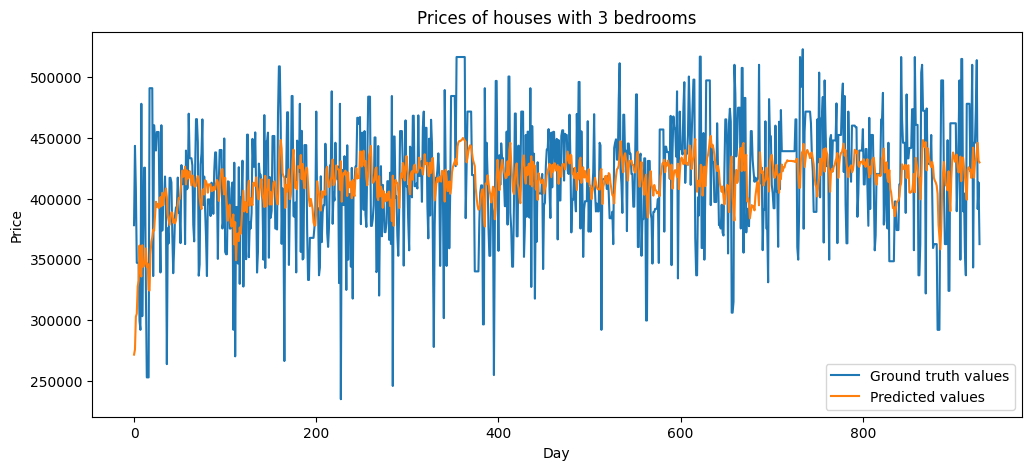 Prices of houses with 3 bedrooms
Price
500000
450000
400000
350000
300000
250000
0
200
400
600
800
Day
Ground truth values
Predicted values